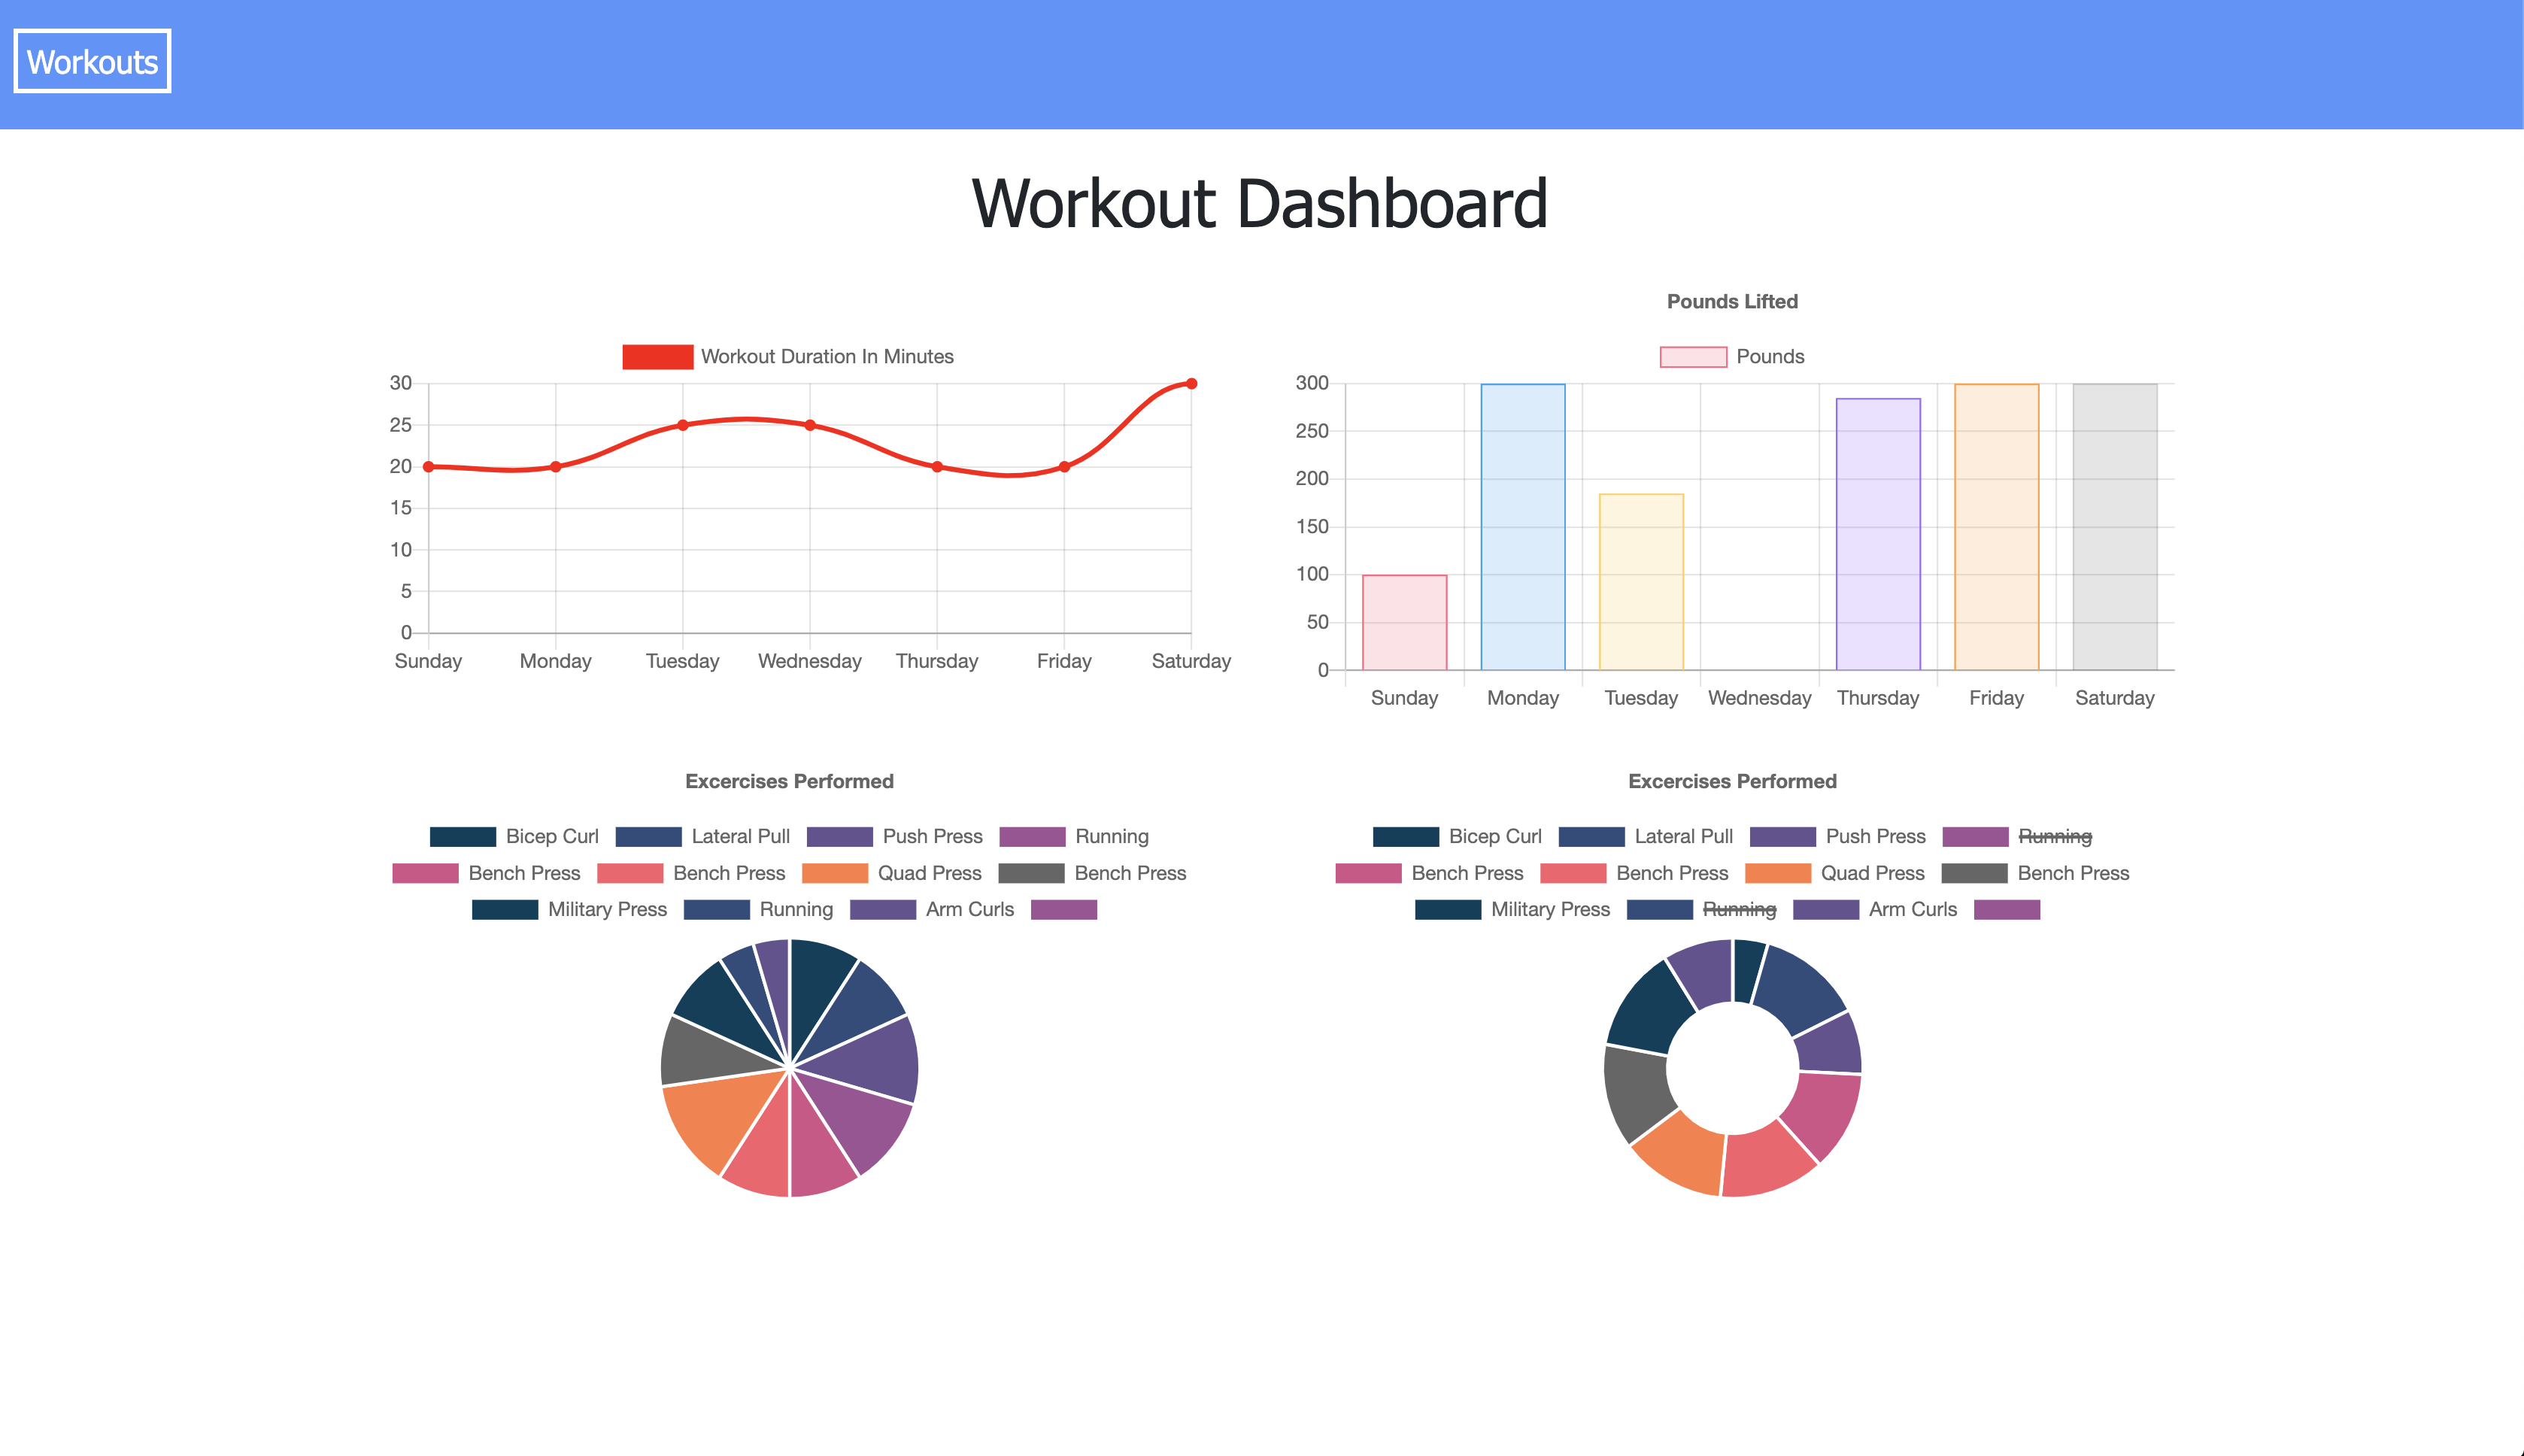 Workouts
Workout Dashboard
Workout Duration In Minutes
30
25
20
15
10
5
0
Sunday Monday Tuesday Wednesday Thursday Friday Saturday
Pounds Lifted
Pounds
300
250
200
150
100
50
0
Sunday Monday Tuesday Wednesday Thursday Friday Saturday
Excercises Performed
Bicep Curl Lateral Pull Push Press Running
Bench Press Bench Press Quad Press Bench Press
Military Press Running Arm Curls
Excercises Performed
Bicep Curl Lateral Pull Push Press Running
Bench Press Bench Press Quad Press Bench Press
Military Press Running Arm Curls